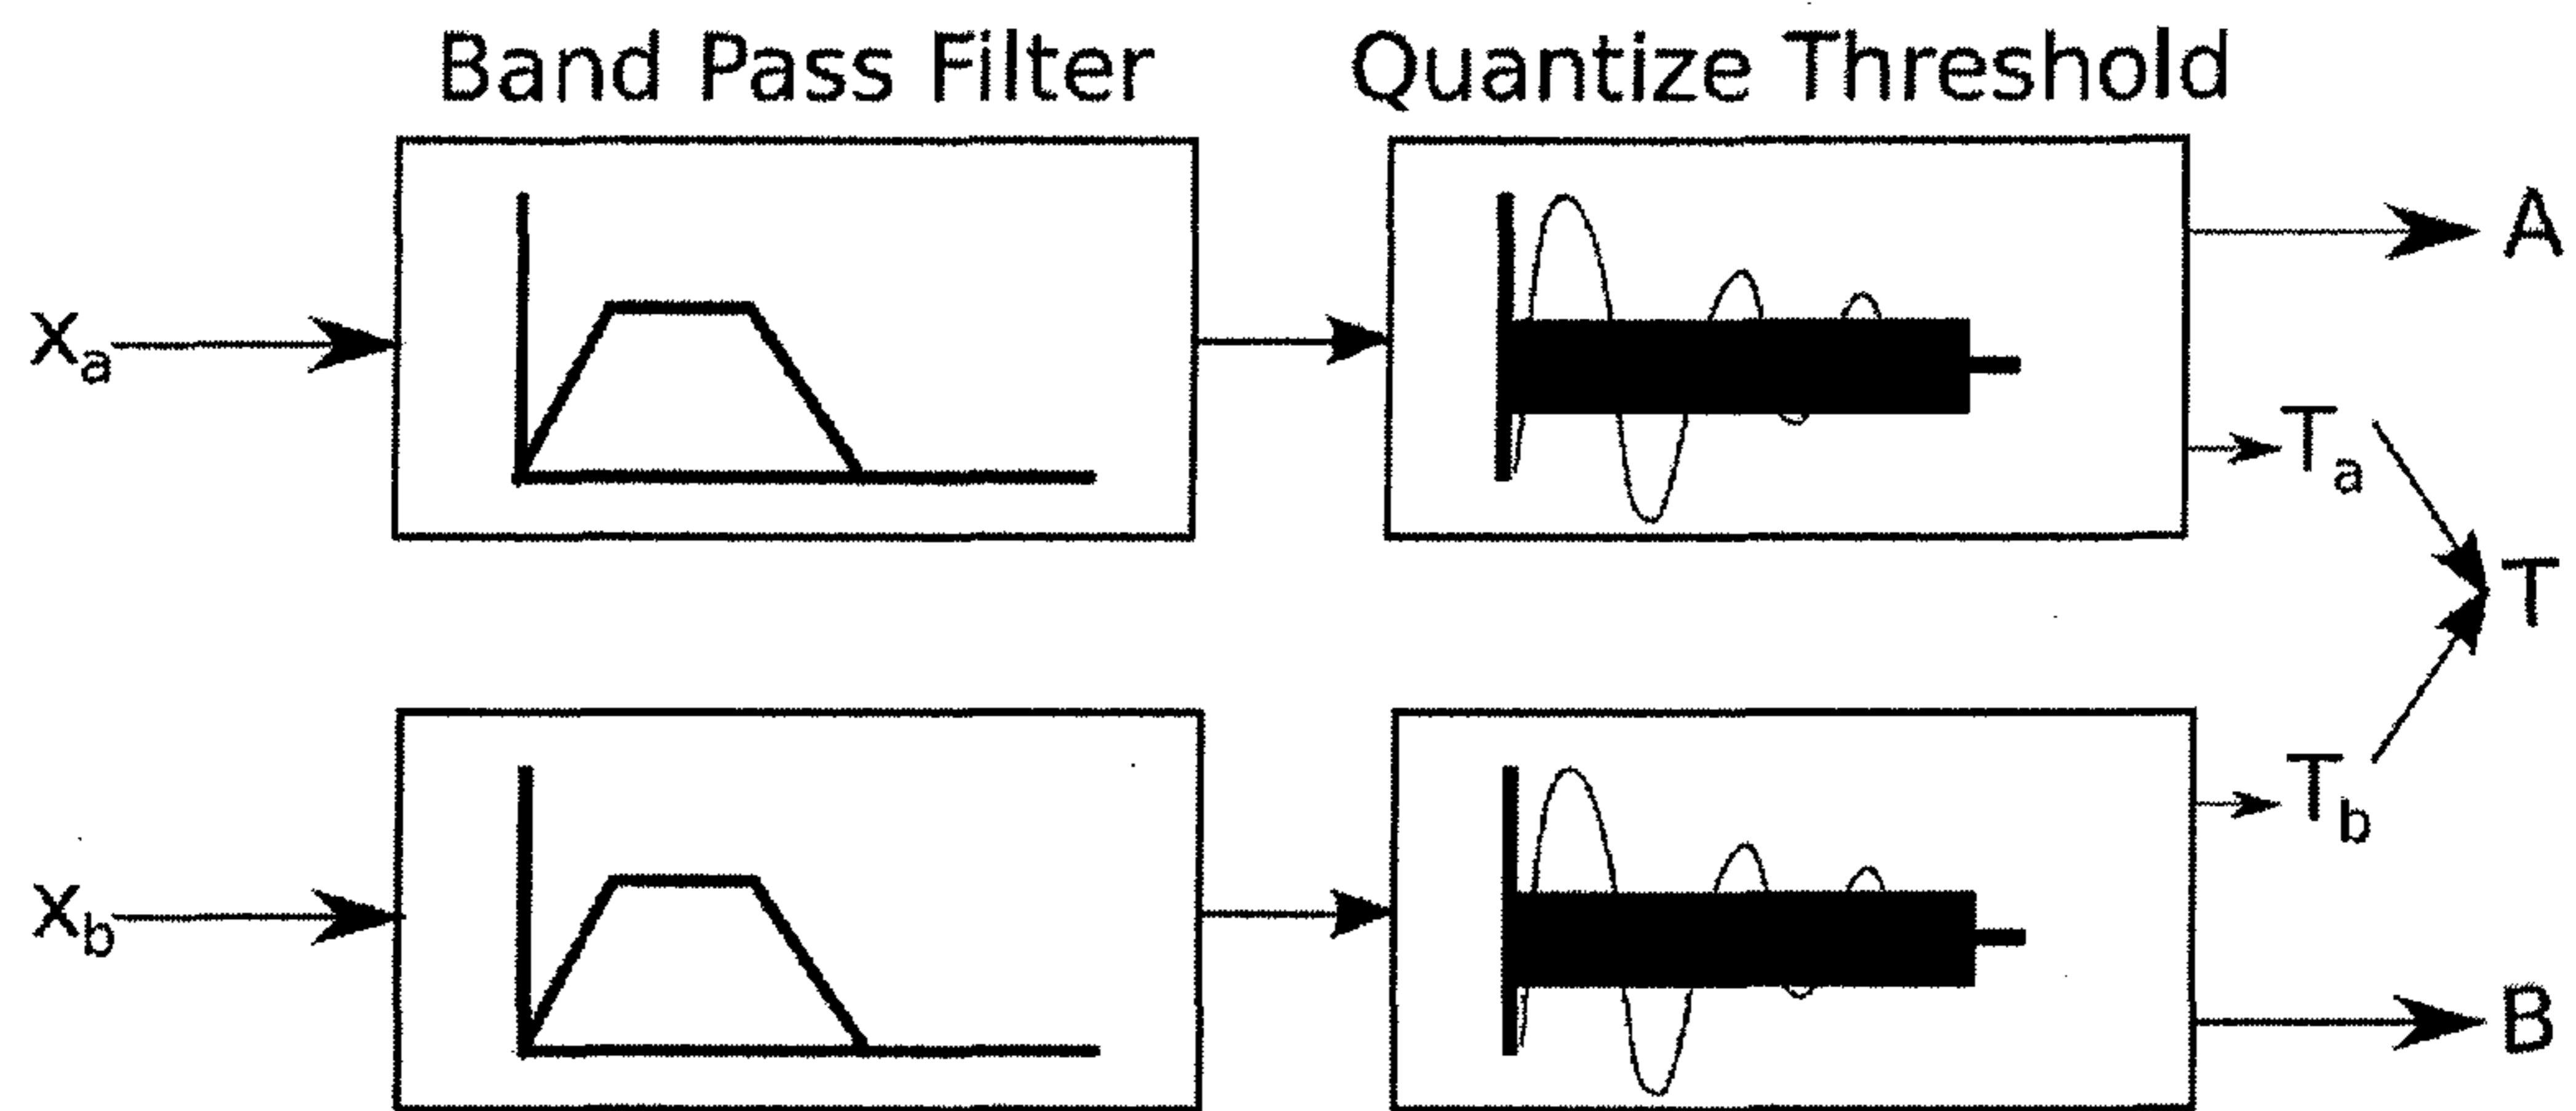 Band Pass Filter
Quantize Threshold
A
Xa
Ta
T
Tb
Xb
B